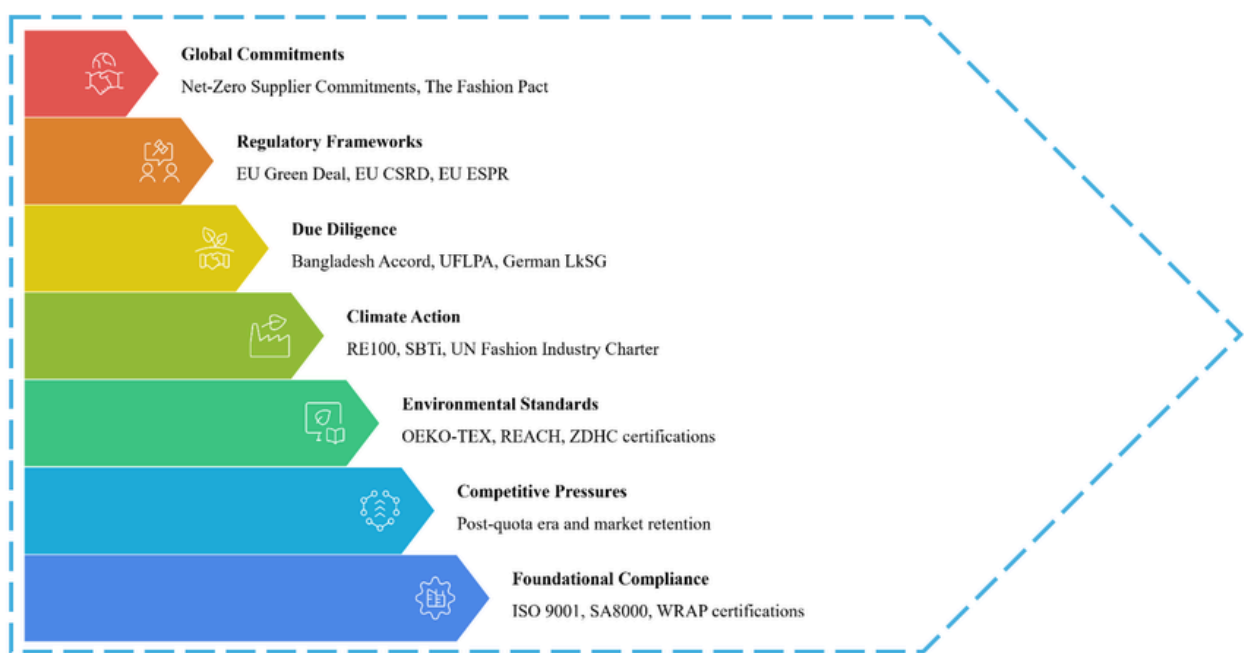 Global Commitments
Net-Zero Supplier Commitments, The Fashion Pact
Regulatory Frameworks
EU Green Deal, EU CSRD, EU ESPR
Due Diligence
Bangladesh Accord, UFLPA, German LkSG
Climate Action
RE100, SBTi, UN Fashion Industry Charter
Environmental Standards
OEKO-TEX, REACH, ZDHC certifications
Competitive Pressures
Post-quota era and market retention
Foundational Compliance
ISO 9001, SA8000, WRAP certifications